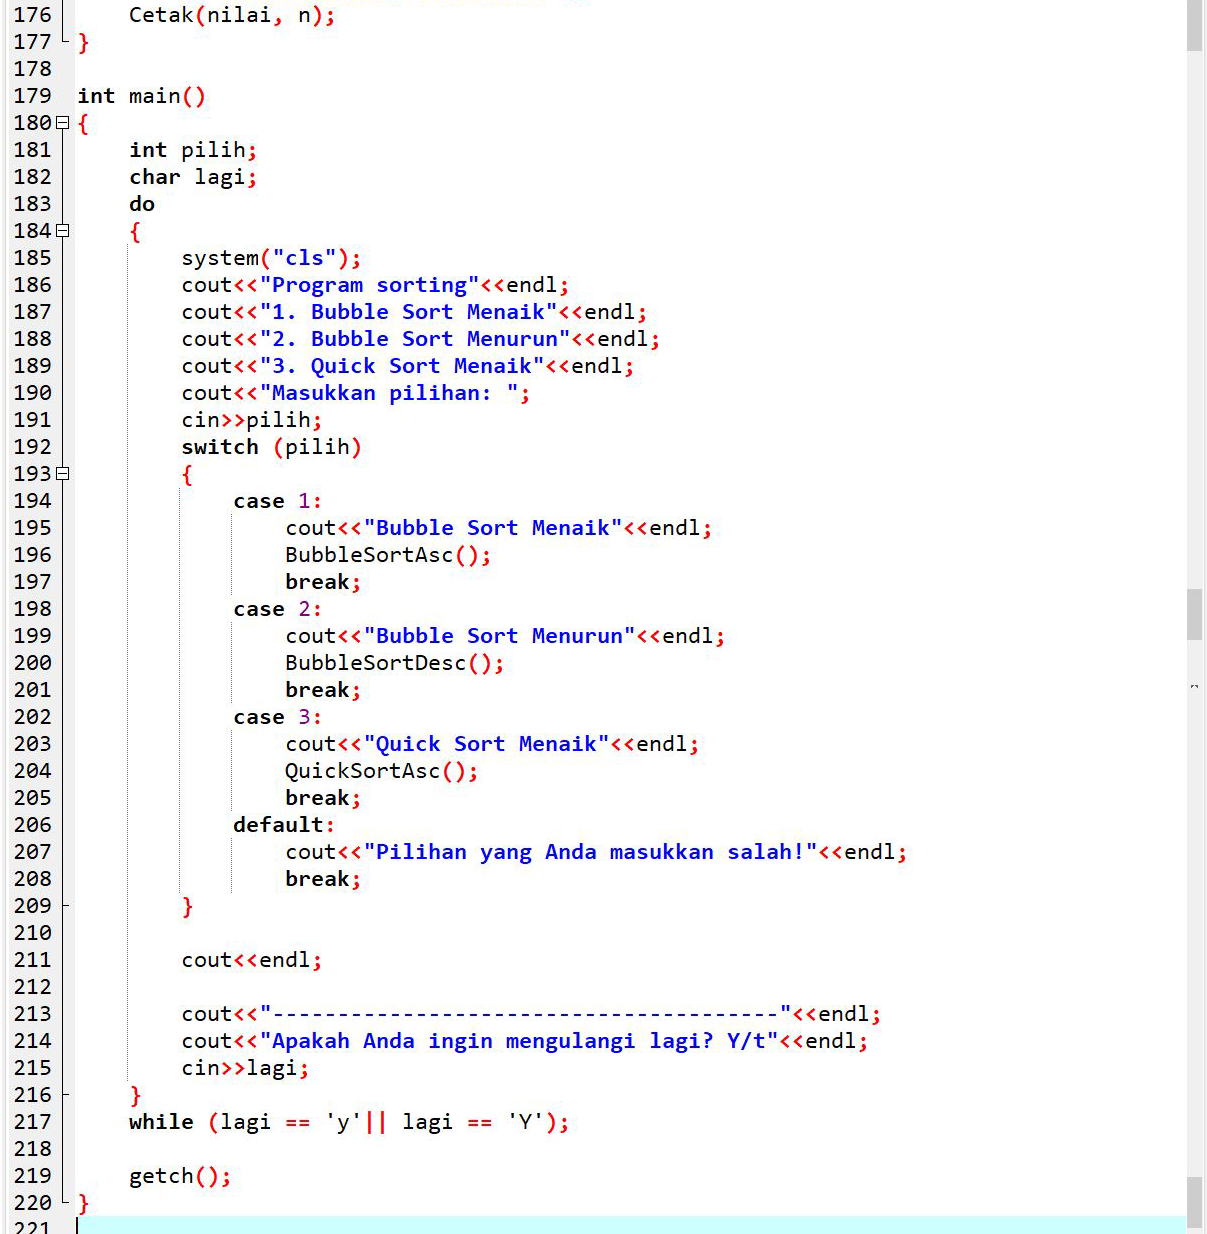 176 Cetak(nilai, n);
177 }
178
179 int main()
180 {
181 int pilih;
182 char lagi;
183 do
184 {
185 system("cls");
186 cout<<"Program sorting"<<endl;
187 cout<<"1. Bubble Sort Menaik"<<endl;
188 cout<<"2. Bubble Sort Menurun"<<endl;
189 cout<<"3. Quick Sort Menaik"<<endl;
190 cout<<"Masukkan pilihan: ";
191 cin>>pilih;
192 switch (pilih)
193 {
194 case 1:
195 cout<<"Bubble Sort Menaik"<<endl;
196 BubbleSortAsc();
197 break;
198 case 2:
199 cout<<"Bubble Sort Menurun"<<endl;
200 BubbleSortDesc();
201 break;
202 case 3:
203 cout<<"Quick Sort Menaik"<<endl;
204 QuickSortAsc();
205 break;
206 default:
207 cout<<"Pilihan yang Anda masukkan salah!"<<endl;
208 break;
209 }
210
211 cout<<endl;
212
213 cout<<"---------------------------------------"<<endl;
214 cout<<"Apakah Anda ingin mengulangi lagi? Y/t"<<endl;
215 cin>>lagi;
216 }
217 while (lagi == 'y'|| lagi == 'Y');
218
219 getch();
220 }
221